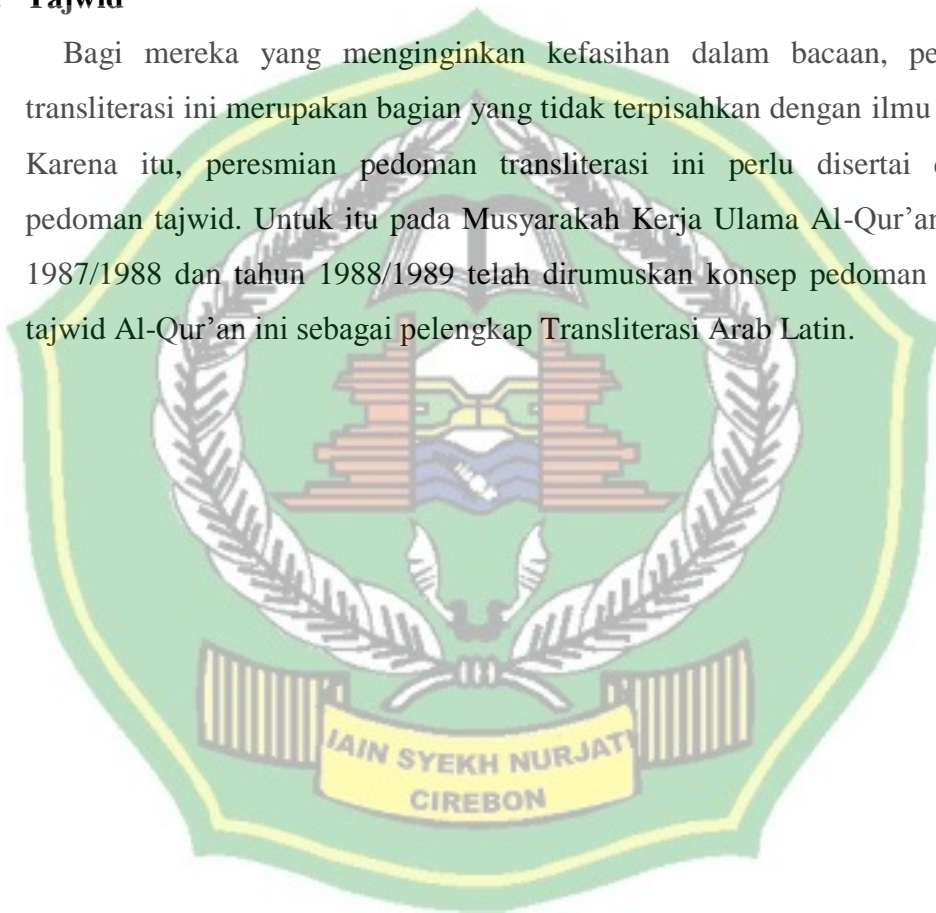 Tajwid
Bagi mereka yang menginginkan kefasihan dalam bacaan, pe
transliterasi ini merupakan bagian yang tidak terpisahkan dengan ilmu
Karena itu, peresmian pedoman transliterasi ini perlu disertai
pedoman tajwid. Untuk itu pada Musyarakah Kerja Ulama Al-Qur’an
1987/1988 dan tahun 1988/1989 telah dirumuskan konsep pedoman
tajwid Al-Qur’an ini sebagai pelengkap Transliterasi Arab Latin.
IAIN SYEKH NURJATI
CIREBON